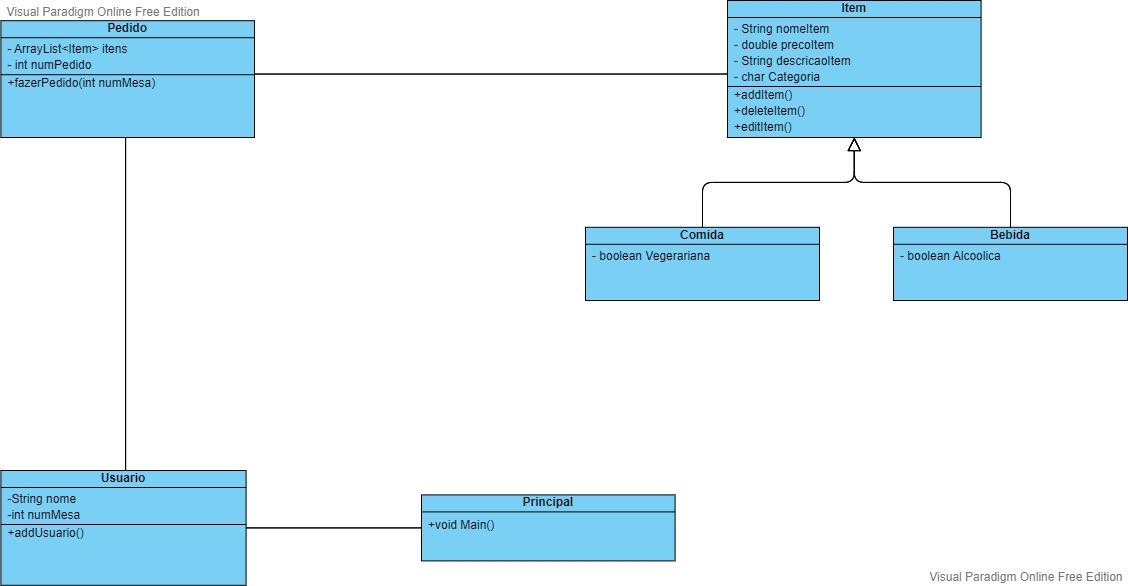 Visual Paradigm Online Free Edition
Pedido
- ArrayList<Item> itens
- int numPedido
+fazerPedido(int numMesa)
Item
- String nomeItem
- double precoItem
- String descricaoItem
- char Categoria
+addItem()
+deleteItem()
+editItem()
Comida
- boolean Vegerariana
Bebida
- boolean Alcoolica
Usuario
-String nome
-int numMesa
+addUsuario()
Principal
+void Main()
Visual Paradigm Online Free Edition